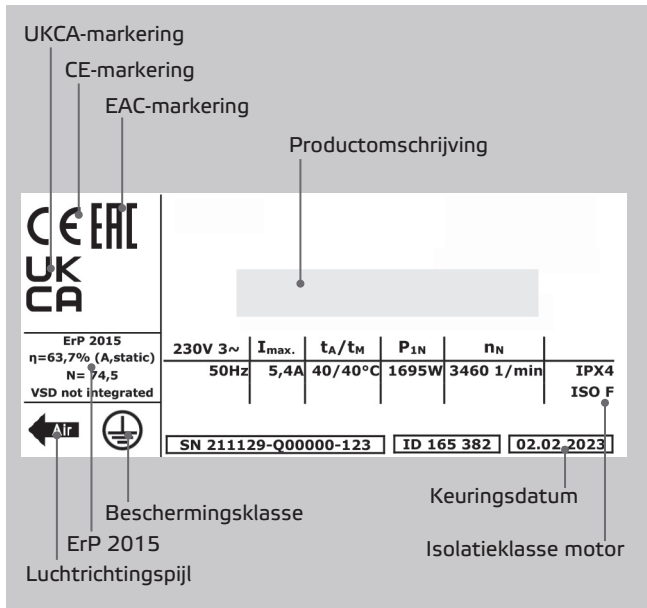 UKCA-markering
CE-markering
EAC-markering
Productomschrijving
CE EAC
UK
CA
ErP 2015
η=63,7% (A,static)
N= 74,5
VSD not integrated
230V 3~ Imax. tA/tM P1N nN
50Hz 5,4A 40/40°C 1695W 3460 1/min IPX4
ISO F
Air
SN 211129-Q00000-123 ID 165 382 02.02.2023
Keuringsdatum
Beschermingsklasse
ErP 2015
Isolatieklasse motor
Luchtrichtingspijl